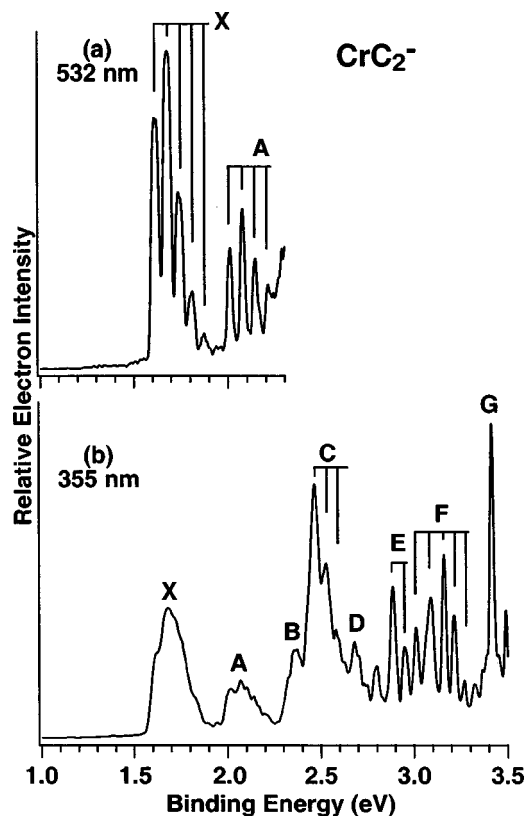 (a)
532 nm
X
CrC₂⁻
A
Relative Electron Intensity
(b)
355 nm
X
A
B
C
D
E
F
G
1.0 1.5 2.0 2.5 3.0 3.5
Binding Energy (eV)